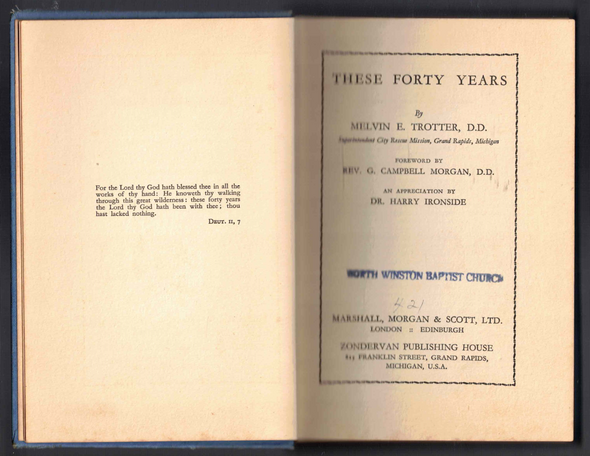 For the Lord thy God hath blessed thee in all the
works of thy hand: He knoweth thy walking
through this great wilderness: these forty years
the Lord thy God hath been with thee; thou
hast lacked nothing.
DEUT. 11, 7
THESE FORTY YEARS
By
MELVIN E. TROTTER, D.D.
Superintendent City Rescue Mission, Grand Rapids, Michigan
FOREWORD BY
REV. G. CAMPBELL MORGAN, D.D.
AN APPRECIATION BY
DR. HARRY IRONSIDE
NORTH WINSTON BAPTIST CHURCH
421
MARSHALL, MORGAN & SCOTT, LTD.
LONDON :: EDINBURGH
ZONDERVAN PUBLISHING HOUSE
815 FRANKLIN STREET, GRAND RAPIDS,
MICHIGAN, U.S.A.